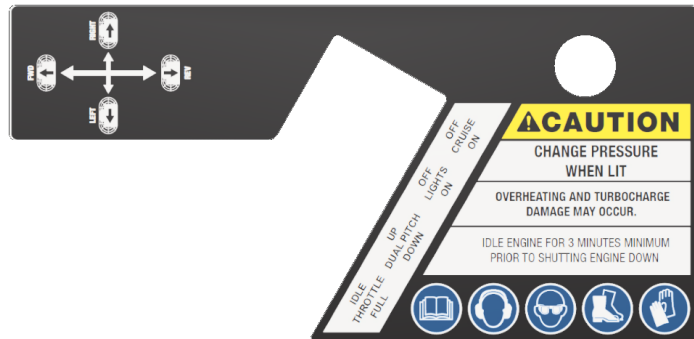 RIGHT
FWD
REV
LEFT
OFF
CRUISE
ON
OFF
LIGHTS
ON
UP
DUAL PITCH
DOWN
IDLE
THROTTLE
FULL
CAUTION
CHANGE PRESSURE
WHEN LIT
OVERHEATING AND TURBOCHARGE
DAMAGE MAY OCCUR.
IDLE ENGINE FOR 3 MINUTES MINIMUM
PRIOR TO SHUTTING ENGINE DOWN